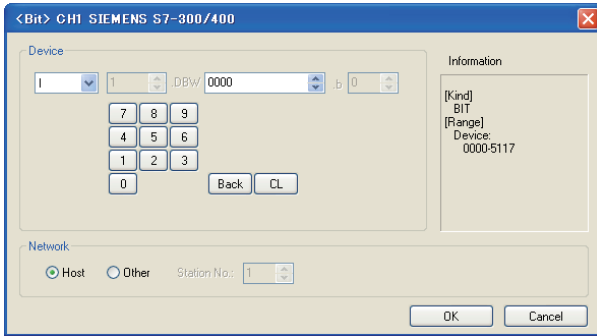 <Bit> CH1 SIEMENS S7-300/400
Device
I 1 .DBW 0000 .b 0
7 8 9
4 5 6
1 2 3
0 Back CL
Information
[Kind]
BIT
[Range]
Device:
0000-5117
Network
Host Other Station No.: 1
OK Cancel